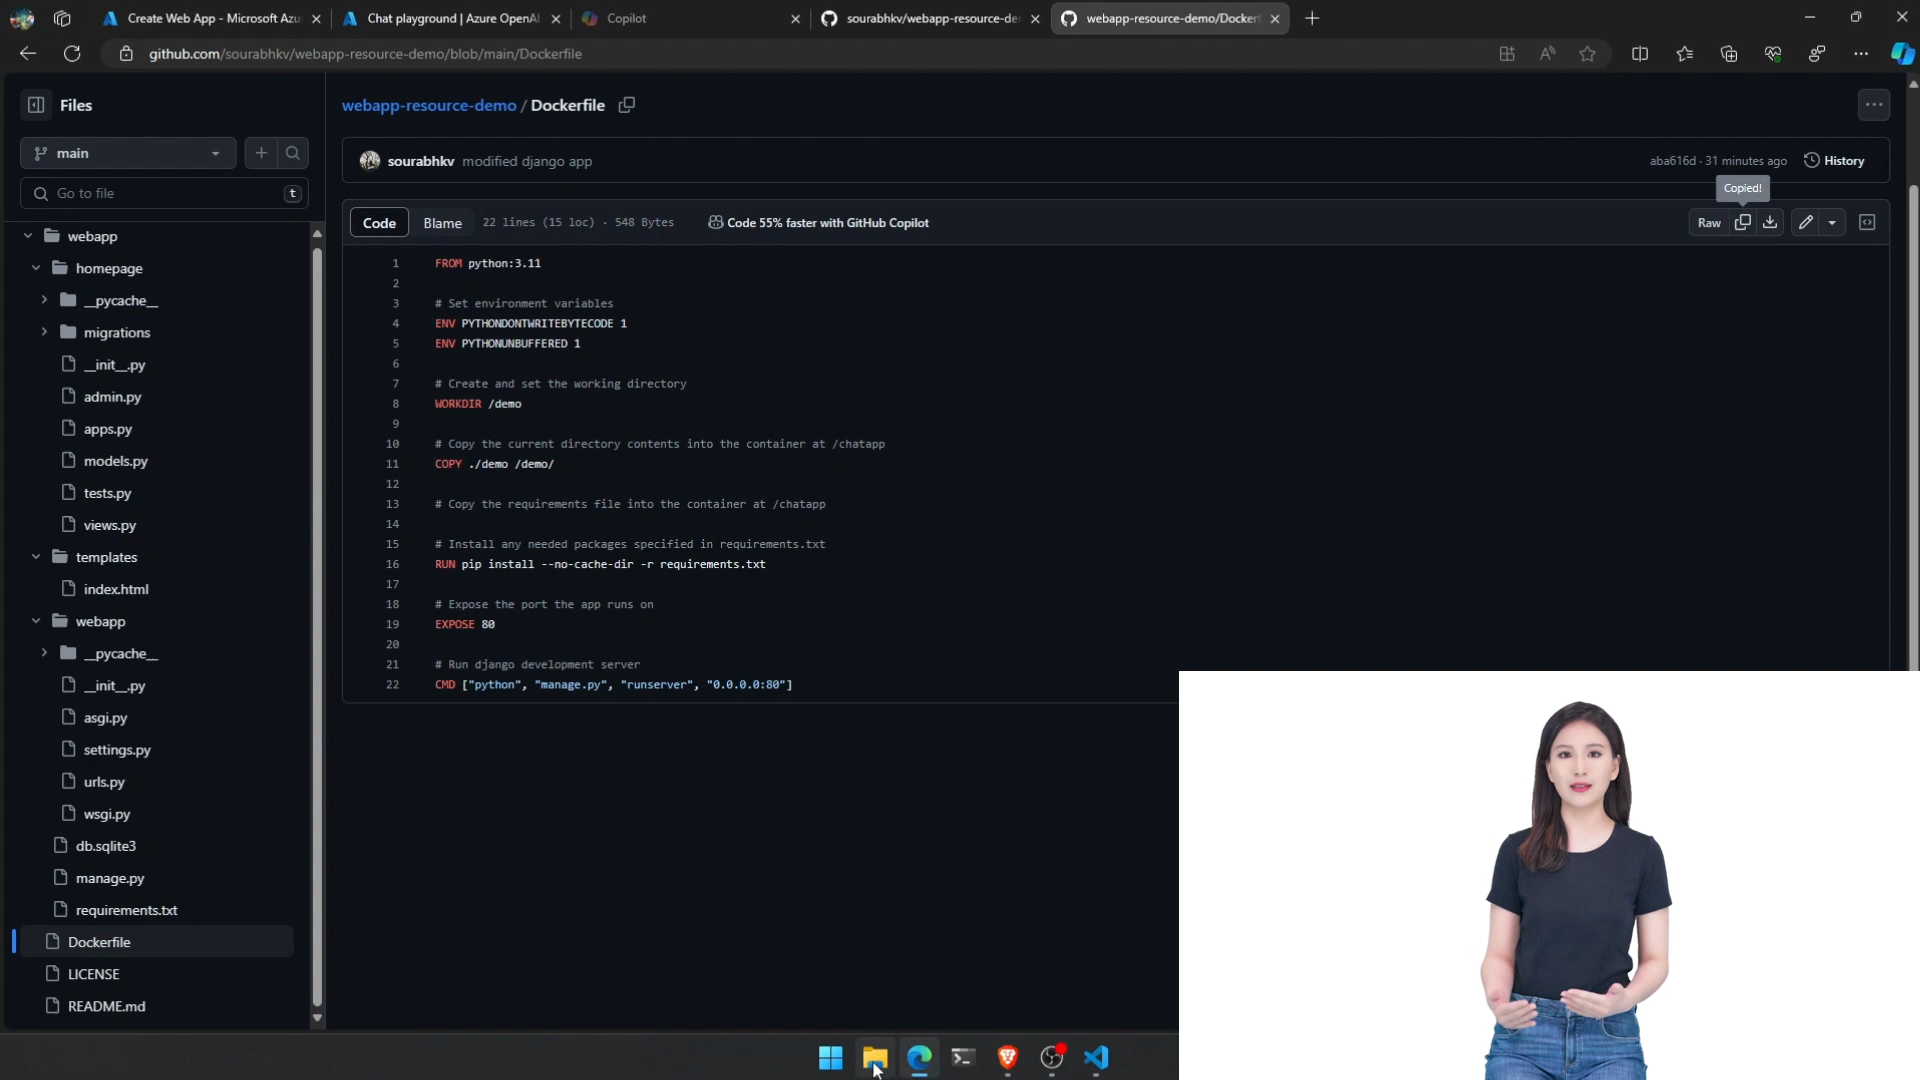 Create Web App - Microsoft Azu
Chat playground | Azure OpenAI
Copilot
sourabhkv/webapp-resource-de
webapp-resource-demo/Dockerf
github.com/sourabhkv/webapp-resource-demo/blob/main/Dockerfile
Files
webapp-resource-demo / Dockerfile
main
sourabhkv modified django app
aba616d · 31 minutes ago
History
Go to file
t
Copied!
Code
Blame
22 lines (15 loc) · 548 Bytes
Code 55% faster with GitHub Copilot
Raw
webapp
homepage
__pycache__
migrations
__init__.py
admin.py
apps.py
models.py
tests.py
views.py
templates
index.html
webapp
__pycache__
__init__.py
asgi.py
settings.py
urls.py
wsgi.py
db.sqlite3
manage.py
requirements.txt
Dockerfile
LICENSE
README.md
1 FROM python:3.11
2
3 # Set environment variables
4 ENV PYTHONDONTWRITEBYTECODE 1
5 ENV PYTHONUNBUFFERED 1
6
7 # Create and set the working directory
8 WORKDIR /demo
9
10 # Copy the current directory contents into the container at /chatapp
11 COPY ./demo /demo/
12
13 # Copy the requirements file into the container at /chatapp
14
15 # Install any needed packages specified in requirements.txt
16 RUN pip install --no-cache-dir -r requirements.txt
17
18 # Expose the port the app runs on
19 EXPOSE 80
20
21 # Run django development server
22 CMD ["python", "manage.py", "runserver", "0.0.0.0:80"]